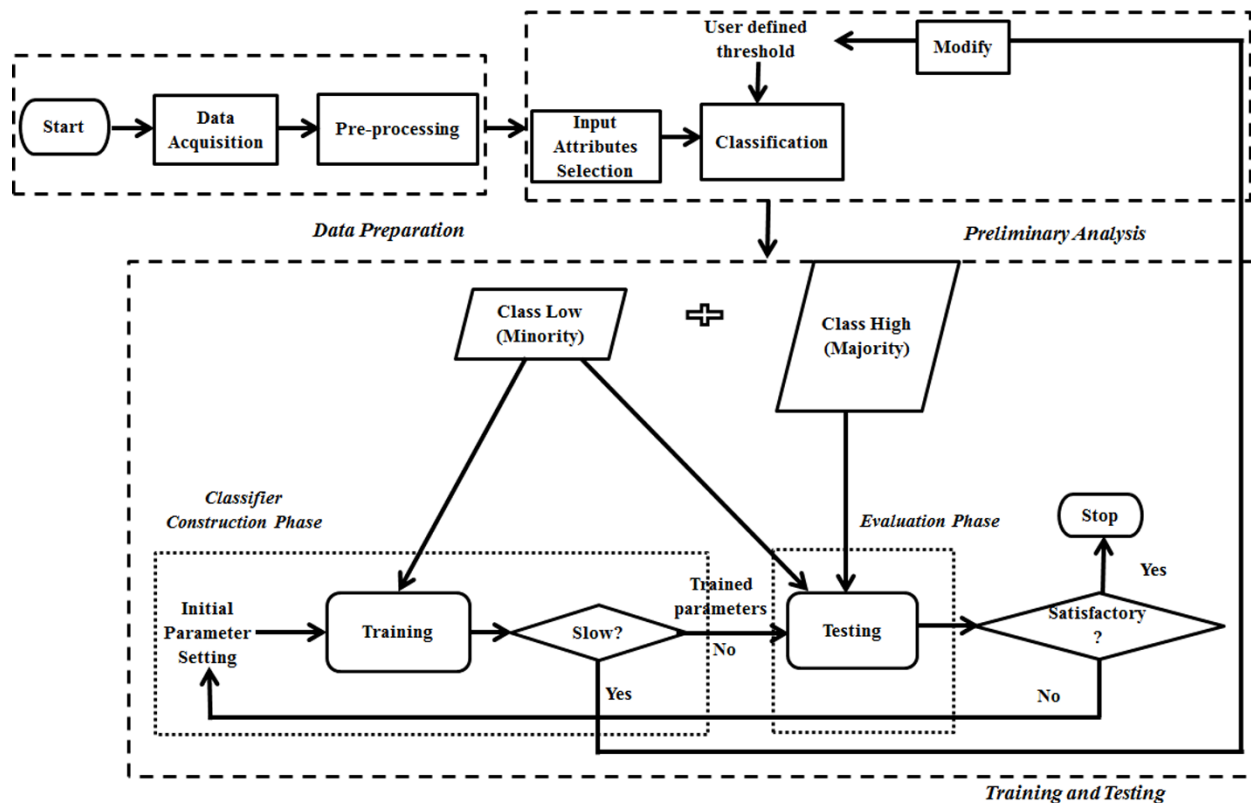 User defined
threshold
Modify
Start
Data
Acquisition
Pre-processing
Input
Attributes
Selection
Classification
Data Preparation
Preliminary Analysis
Class Low
(Minority)
Class High
(Majority)
Classifier
Construction Phase
Evaluation Phase
Stop
Yes
Initial
Parameter
Setting
Training
Slow?
Trained
parameters
No
Testing
Satisfactory
?
Yes
No
Training and Testing